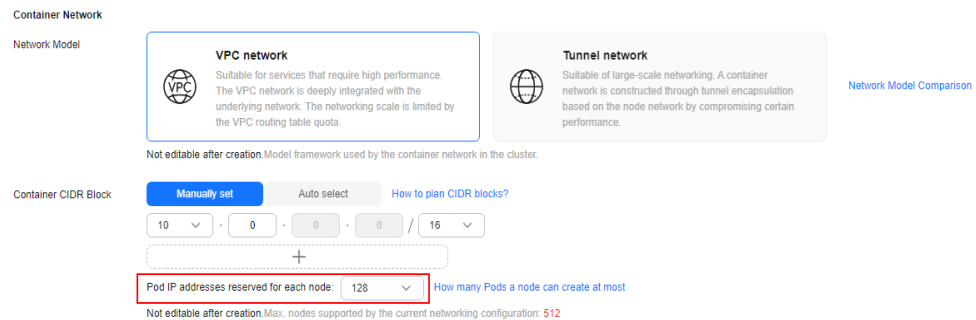 Container Network
Network Model
VPC network
Suitable for services that require high performance.
The VPC network is deeply integrated with the
underlying network. The networking scale is limited by
the VPC routing table quota.
Tunnel network
Suitable of large-scale networking. A container
network is constructed through tunnel encapsulation
based on the node network by compromising certain
performance.
Network Model Comparison
VPC
Not editable after creation.Model framework used by the container network in the cluster.
Container CIDR Block
Manually set
Auto select
How to plan CIDR blocks?
10 . 0 . 0 . 0 / 16
+
Pod IP addresses reserved for each node: 128 How many Pods a node can create at most
Not editable after creation.Max. nodes supported by the current networking configuration: 512